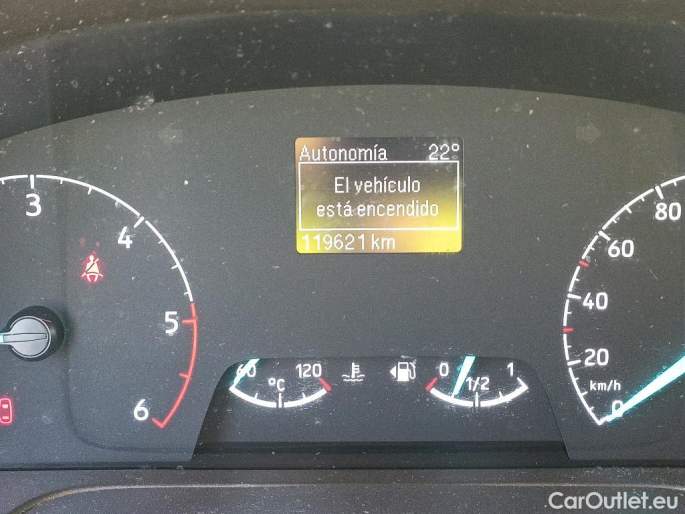 Autonomía 22°
El vehículo
está encendido
119621 km
3
4
5
6
60 120
°C
0 1/2 1
80
60
40
20
km/h
0
CarOutlet.eu